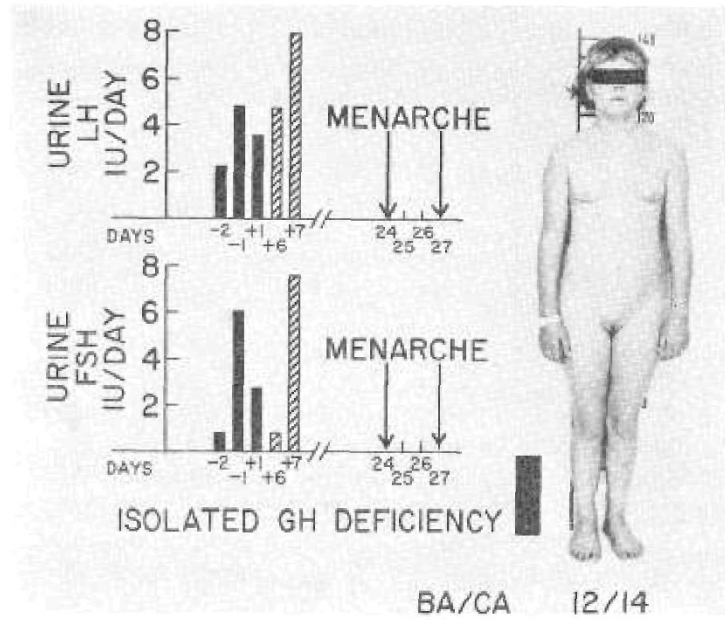 8
6
4
2
URINE
LH
IU/DAY
MENARCHE
DAYS
-2 -1 +1 +6 +7
24 25 26 27
8
6
4
2
URINE
FSH
IU/DAY
MENARCHE
DAYS
-2 -1 +1 +6 +7
24 25 26 27
ISOLATED GH DEFICIENCY
BA/CA 12/14